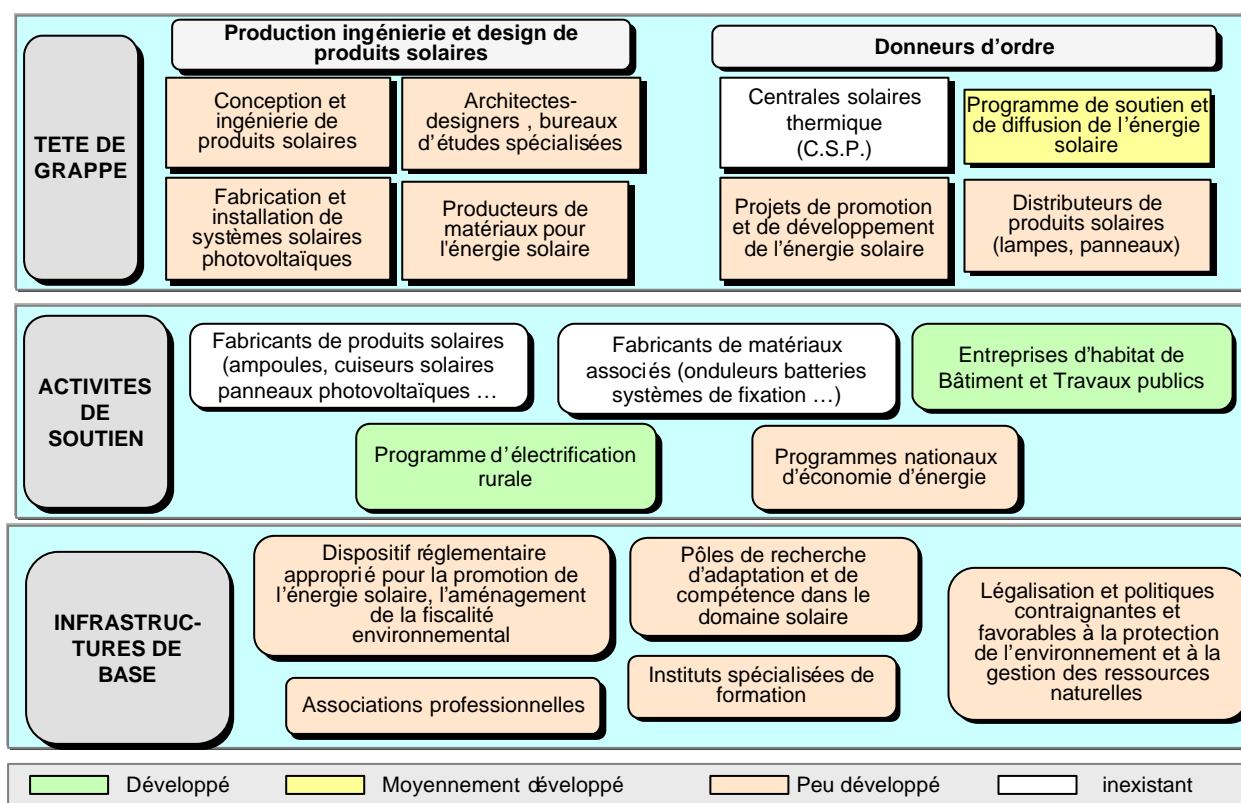 Production ingénierie et design de
produits solaires
Donneurs d'ordre
TETE DE
GRAPPE
Conception et
ingénierie de
produits solaires
Architectes-
designers , bureaux
d'études spécialisées
Centrales solaires
thermique
(C.S.P.)
Programme de soutien et
de diffusion de l'énergie
solaire
Fabrication et
installation de
systèmes solaires
photovoltaïques
Producteurs de
matériaux pour
l'énergie solaire
Projets de promotion
et de développement
de l'énergie solaire
Distributeurs de
produits solaires
(lampes, panneaux)
ACTIVITES
DE
SOUTIEN
Fabricants de produits solaires
(ampoules, cuiseurs solaires
panneaux photovoltaïques …
Fabricants de matériaux
associés (onduleurs batteries
systèmes de fixation …)
Entreprises d'habitat de
Bâtiment et Travaux publics
Programme d'électrification
rurale
Programmes nationaux
d'économie d'énergie
INFRASTRUC-
TURES DE
BASE
Dispositif réglementaire
approprié pour la promotion de
l'énergie solaire, l'aménagement
de la fiscalité
environnemental
Pôles de recherche
d'adaptation et de
compétence dans le
domaine solaire
Légalisation et politiques
contraignantes et
favorables à la protection
de l'environnement et à la
gestion des ressources
naturelles
Associations professionnelles
Instituts spécialisées de
formation
Développé
Moyennement développé
Peu développé
inexistant